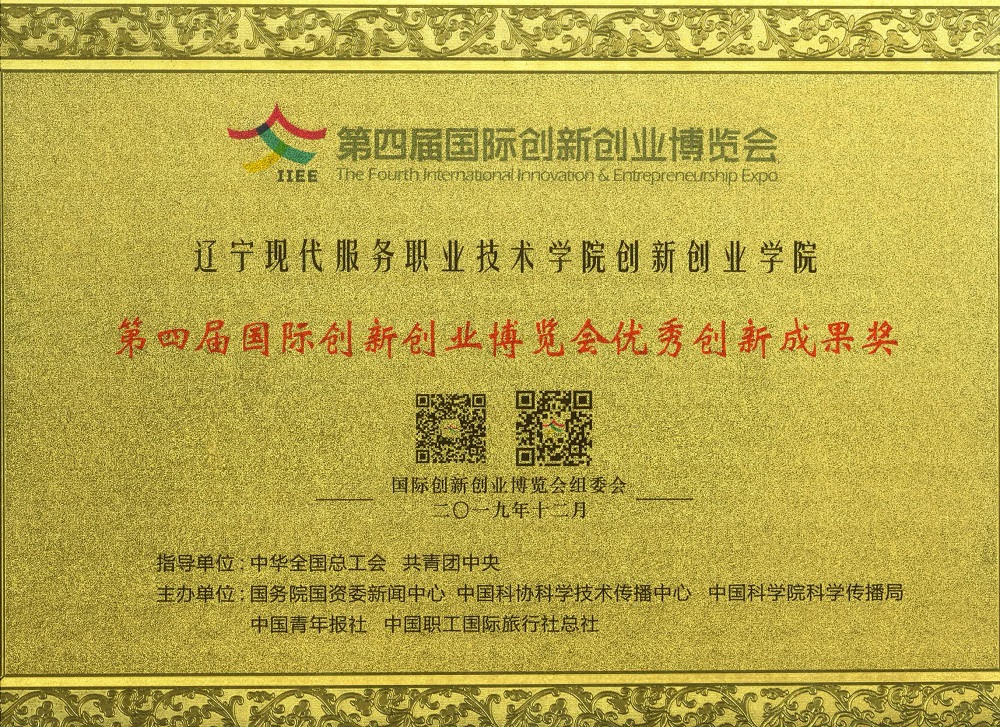 第四届国际创新创业博览会
IIEE
The Fourth International Innovation & Entrepreneurship Expo
辽宁现代服务职业技术学院创新创业学院
第四届国际创新创业博览会优秀创新成果奖
国际创新创业博览会组委会
二〇一九年十二月
指导单位：中华全国总工会 共青团中央
主办单位：国务院国资委新闻中心 中国科协科学技术传播中心 中国科学院科学传播局
中国青年报社 中国职工国际旅行社总社